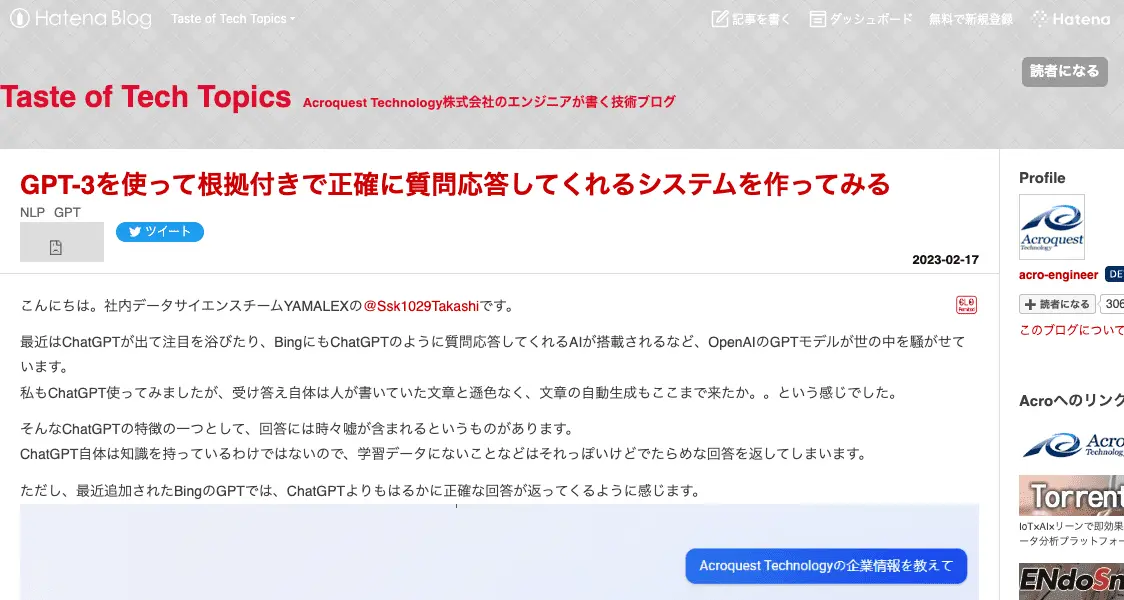 Hatena Blog Taste of Tech Topics 記事を書く ダッシュボード 無料で新規登録 Hatena
読者になる
Taste of Tech Topics Acroquest Technology株式会社のエンジニアが書く技術ブログ
GPT-3を使って根拠付きで正確に質問応答してくれるシステムを作ってみる
NLP GPT
ツイート
2023-02-17
こんにちは。社内データサイエンスチームYAMALEXの@Ssk1029Takashiです。
最近はChatGPTが出て注目を浴びたり、BingにもChatGPTのように質問応答してくれるAIが搭載されるなど、OpenAIのGPTモデルが世の中を騒がせて
います。
私もChatGPT使ってみましたが、受け答え自体は人が書いていた文章と遜色なく、文章の自動生成もここまで来たか。。という感じでした。
そんなChatGPTの特徴の一つとして、回答には時々嘘が含まれるというものがあります。
ChatGPT自体は知識を持っているわけではないので、学習データにないことなどはそれっぽいけどでたらめな回答を返してしまいます。
ただし、最近追加されたBingのGPTでは、ChatGPTよりもはるかに正確な回答が返ってくるように感じます。
Acroquest Technologyの企業情報を教えて
Profile
Acroquest
Technology
acro-engineer DE
読者になる 306
このブログについて
Acroへのリンク
Acro
Technolog
Torrent
IoT×AI×リーンで即効果
ータ分析プラットフォー
ENdoSn